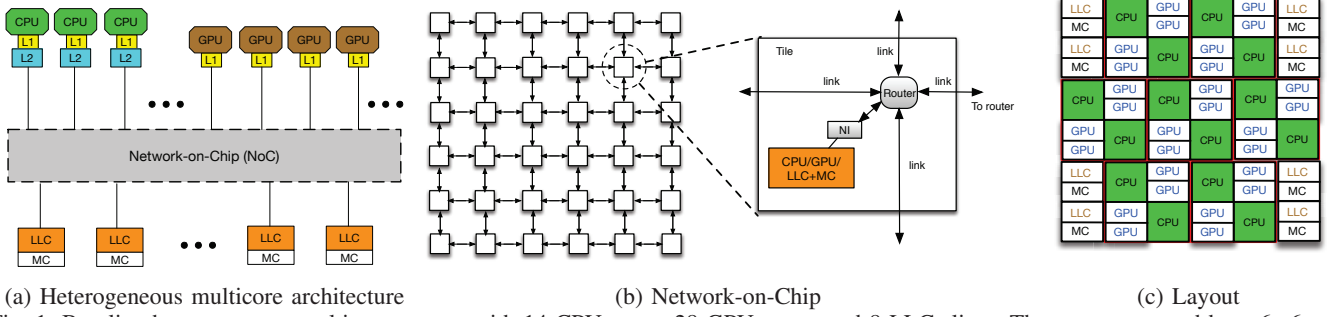 CPU CPU CPU
L1 L1 L1
L2 L2 L2
GPU GPU GPU GPU
L1 L1 L1 L1
Network-on-Chip (NoC)
LLC LLC LLC LLC
MC MC MC MC
(a) Heterogeneous multicore architecture
Tile
link
link
Router
link
To router
NI
CPU/GPU/
LLC+MC
link
(b) Network-on-Chip
LLC CPU GPU CPU GPU LLC
MC GPU GPU MC
LLC GPU CPU GPU CPU LLC
MC GPU GPU MC
CPU GPU CPU GPU CPU GPU
GPU GPU GPU
GPU CPU GPU CPU GPU CPU
GPU GPU GPU
LLC CPU GPU CPU GPU LLC
MC GPU GPU MC
LLC GPU CPU GPU CPU LLC
MC GPU GPU MC
(c) Layout